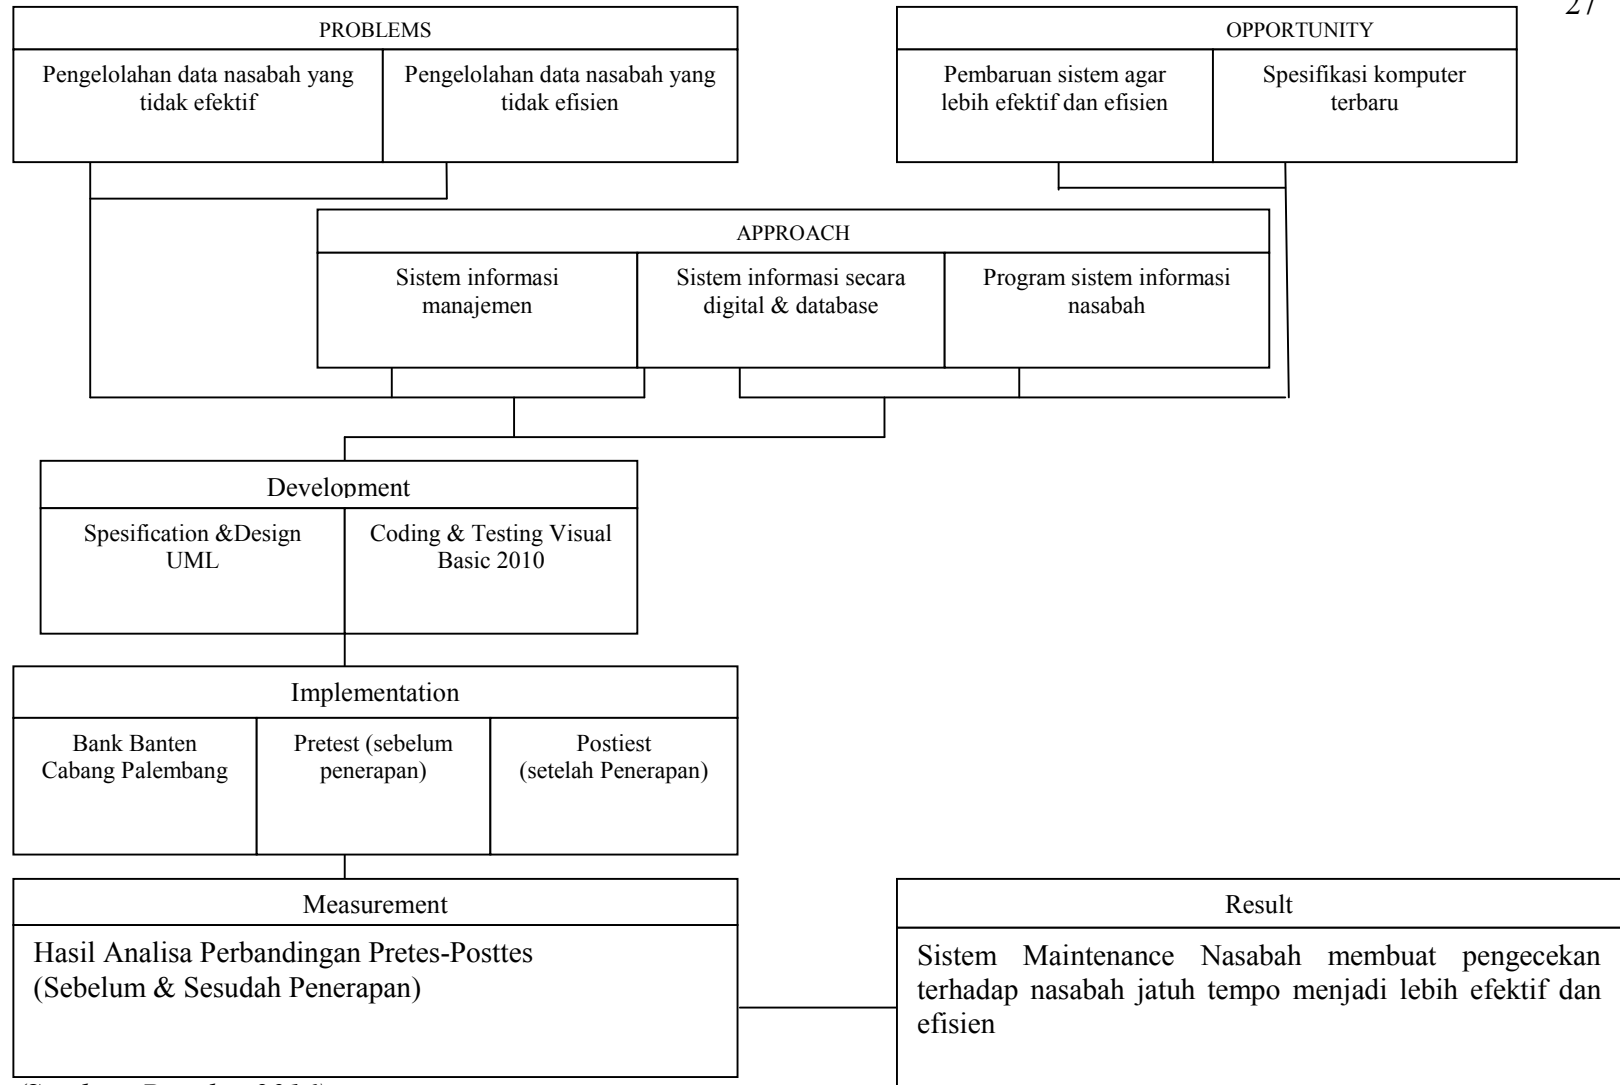 27
PROBLEMS
Pengelolahan data nasabah yang
tidak efektif
Pengelolahan data nasabah yang
tidak efisien
OPPORTUNITY
Pembaruan sistem agar
lebih efektif dan efisien
Spesifikasi komputer
terbaru
APPROACH
Sistem informasi
manajemen
Sistem informasi secara
digital & database
Program sistem informasi
nasabah
Development
Spesification &Design
UML
Coding & Testing Visual
Basic 2010
Implementation
Bank Banten
Cabang Palembang
Pretest (sebelum
penerapan)
Postiest
(setelah Penerapan)
Measurement
Hasil Analisa Perbandingan Pretes-Posttes
(Sebelum & Sesudah Penerapan)
Result
Sistem Maintenance Nasabah membuat pengecekan
terhadap nasabah jatuh tempo menjadi lebih efektif dan
efisien